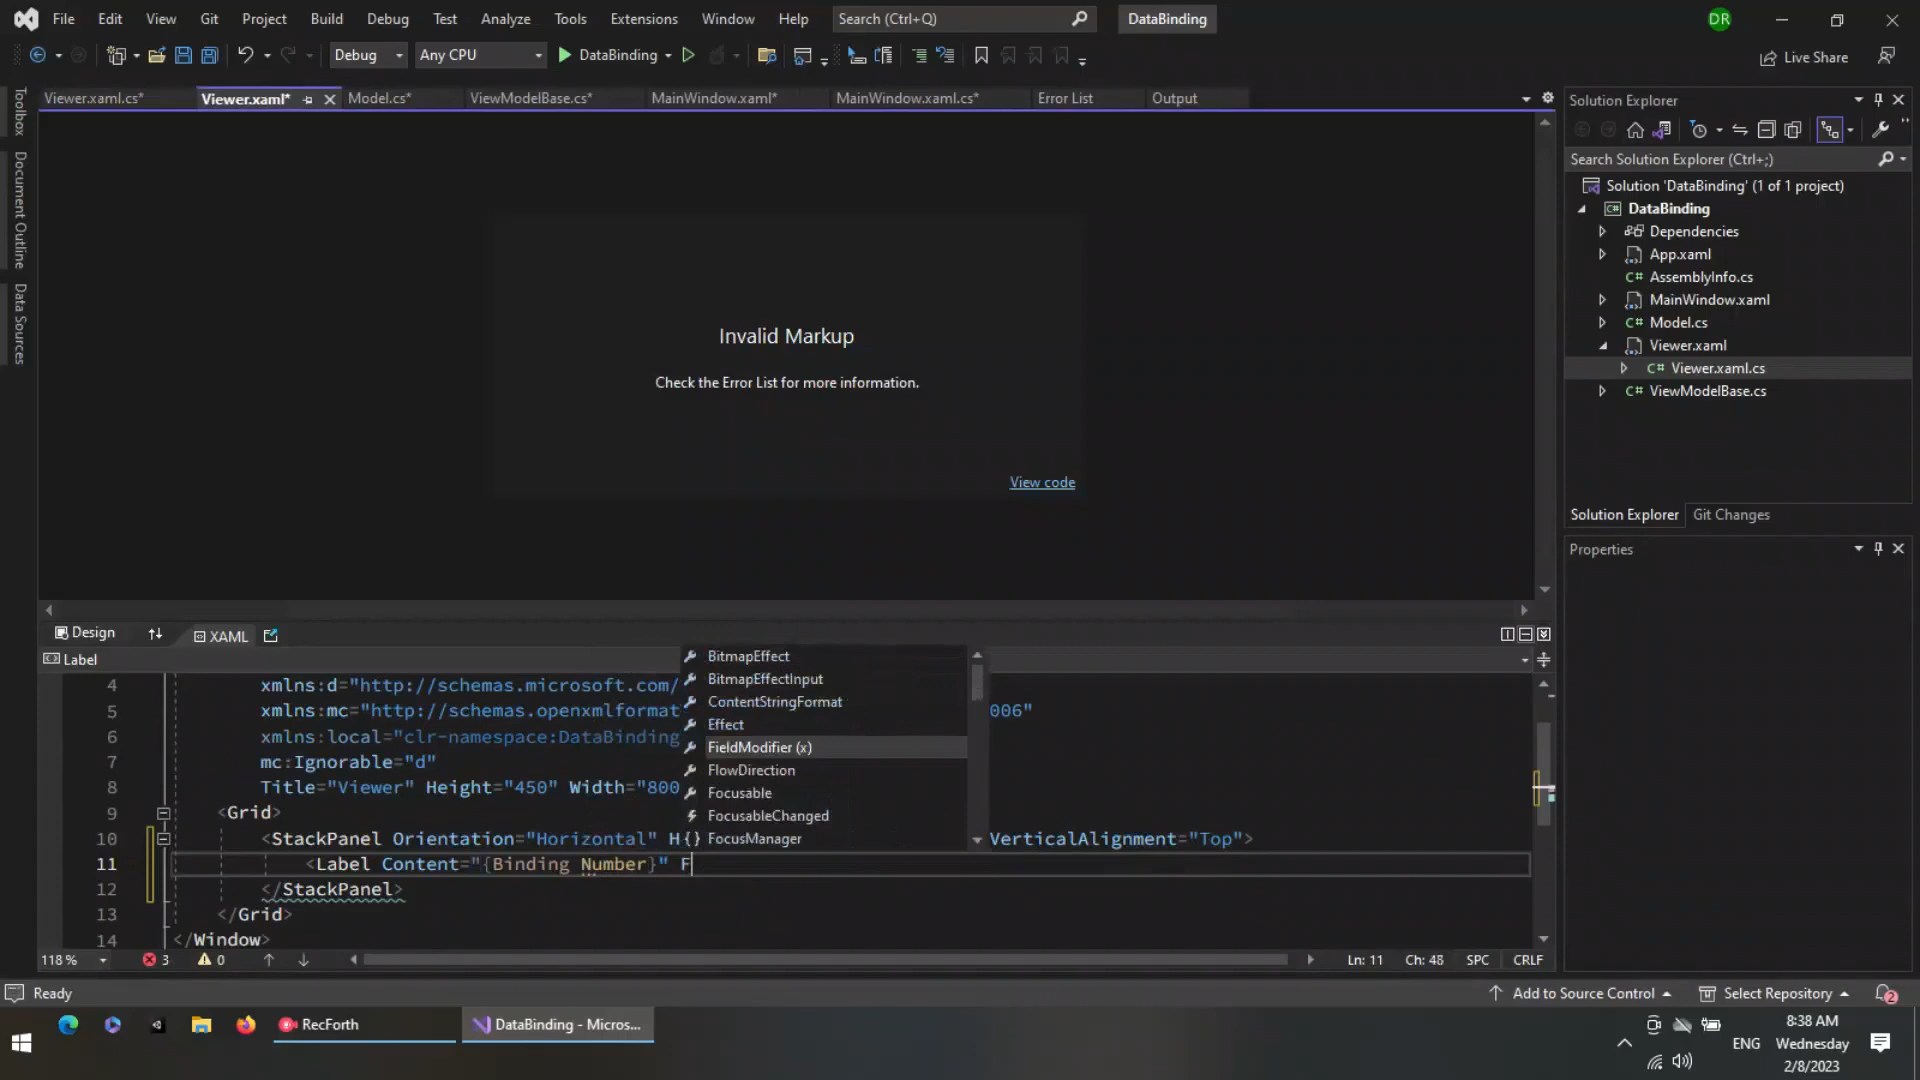 File Edit View Git Project Build Debug Test Analyze Tools Extensions Window Help Search (Ctrl+Q) DataBinding DR
Debug Any CPU DataBinding Live Share
Viewer.xaml.cs* Viewer.xaml* Model.cs* ViewModelBase.cs* MainWindow.xaml* MainWindow.xaml.cs* Error List Output
Toolbox
Document Outline
Data Sources
Invalid Markup
Check the Error List for more information.
View code
Solution Explorer
Search Solution Explorer (Ctrl+;)
Solution 'DataBinding' (1 of 1 project)
DataBinding
Dependencies
App.xaml
AssemblyInfo.cs
MainWindow.xaml
Model.cs
Viewer.xaml
Viewer.xaml.cs
ViewModelBase.cs
Solution Explorer Git Changes
Properties
Design XAML
Label
BitmapEffect
BitmapEffectInput
ContentStringFormat
Effect
FieldModifier (x)
FlowDirection
Focusable
FocusableChanged
FocusManager
4 xmlns:d="http://schemas.microsoft.com/
5 xmlns:mc="http://schemas.openxmlformat 006"
6 xmlns:local="clr-namespace:DataBinding
7 mc:Ignorable="d"
8 Title="Viewer" Height="450" Width="800
9 <Grid>
10 <StackPanel Orientation="Horizontal" H VerticalAlignment="Top">
11 <Label Content="{Binding Number}" F
12 </StackPanel>
13 </Grid>
14 </Window>
118 % 3 0 Ln: 11 Ch: 48 SPC CRLF
Ready Add to Source Control Select Repository 2
RecForth DataBinding - Micros... ENG 8:38 AM
Wednesday
2/8/2023